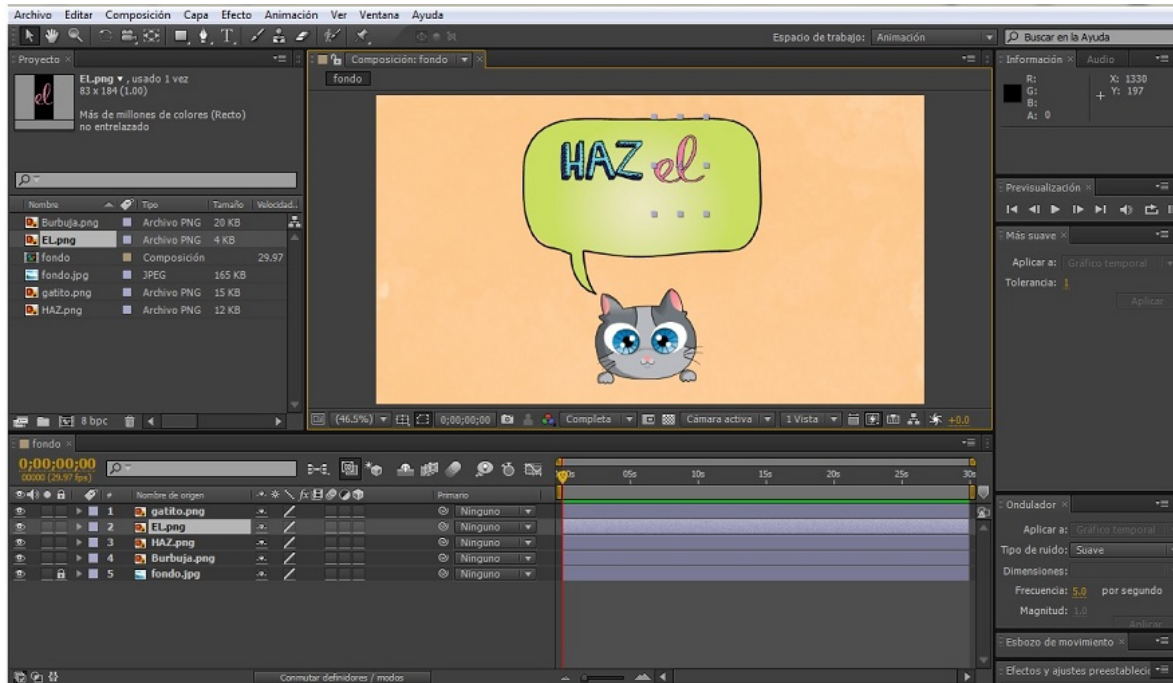 Archivo Editar Composición Capa Efecto Animación Ver Ventana Ayuda
Espacio de trabajo: Animación
Buscar en la Ayuda
Proyecto
EL.png , usado 1 vez
83 x 184 (1.00)
Más de millones de colores (Recto)
no entrelazado
el
Nombre Tipo Tamaño Velocidad..
Burbuja.png Archivo PNG 20 KB
EL.png Archivo PNG 4 KB
fondo Composición 29.97
fondo.jpg JPEG 165 KB
gatito.png Archivo PNG 15 KB
HAZ.png Archivo PNG 12 KB
8 bpc
Composición: fondo
fondo
HAZ el
(46.5%) 0;00;00;00 Completa Cámara activa 1 Vista +0.0
Información Audio
R: X: 1330
G: Y: 197
B:
A: 0
Previsualización
Más suave
Aplicar a: Gráfico temporal
Tolerancia: 1
Aplicar
fondo
0;00;00;00
00000 (29.97 fps)
05s 10s 15s 20s 25s 30s
# Nombre de origen Primario
1 gatito.png Ninguno
2 EL.png Ninguno
3 HAZ.png Ninguno
4 Burbuja.png Ninguno
5 fondo.jpg Ninguno
Conmutar definidores / modos
Ondulador
Aplicar a: Gráfico temporal
Tipo de ruido: Suave
Dimensiones:
Frecuencia: 5.0 por segundo
Magnitud: 1.0
Aplicar
Esbozo de movimiento
Efectos y ajustes preestableci